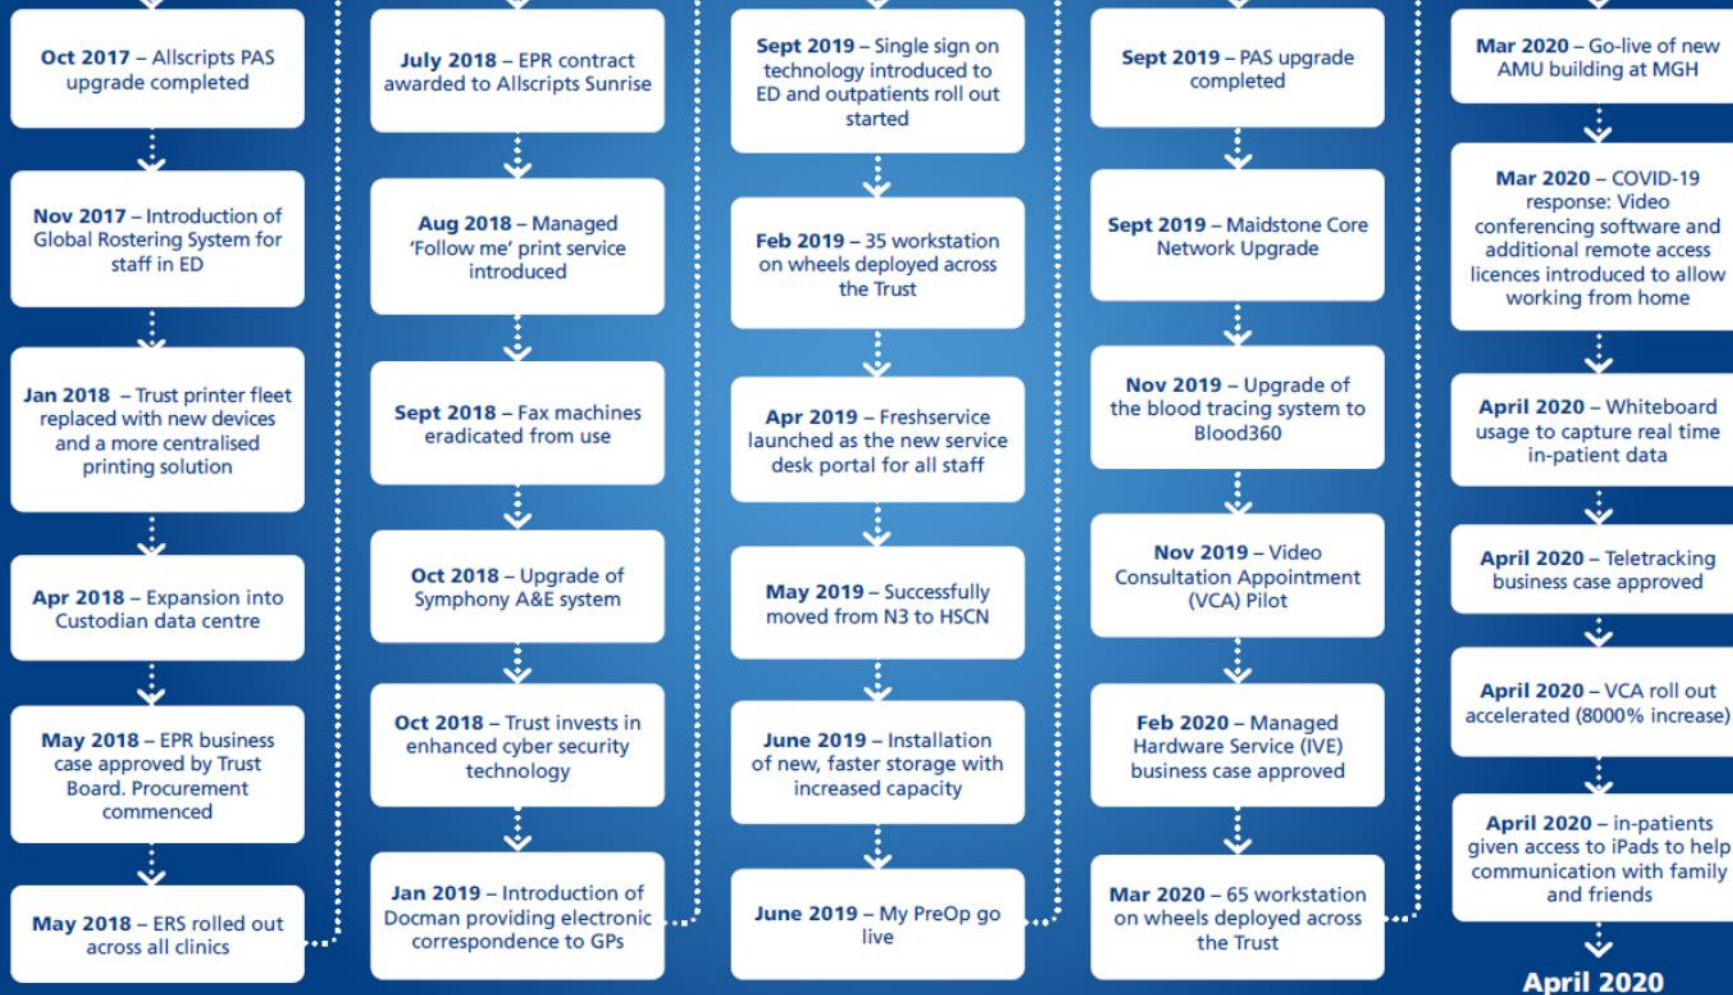 Oct 2017 – Allscripts PAS
upgrade completed
Nov 2017 – Introduction of
Global Rostering System for
staff in ED
Jan 2018 – Trust printer fleet
replaced with new devices
and a more centralised
printing solution
Apr 2018 – Expansion into
Custodian data centre
May 2018 – EPR business
case approved by Trust
Board. Procurement
commenced
May 2018 – ERS rolled out
across all clinics
July 2018 – EPR contract
awarded to Allscripts Sunrise
Aug 2018 – Managed
'Follow me' print service
introduced
Sept 2018 – Fax machines
eradicated from use
Oct 2018 – Upgrade of
Symphony A&E system
Oct 2018 – Trust invests in
enhanced cyber security
technology
Jan 2019 – Introduction of
Docman providing electronic
correspondence to GPs
Sept 2019 – Single sign on
technology introduced to
ED and outpatients roll out
started
Feb 2019 – 35 workstation
on wheels deployed across
the Trust
Apr 2019 – Freshservice
launched as the new service
desk portal for all staff
May 2019 – Successfully
moved from N3 to HSCN
June 2019 – Installation
of new, faster storage with
increased capacity
June 2019 – My PreOp go
live
Sept 2019 – PAS upgrade
completed
Sept 2019 – Maidstone Core
Network Upgrade
Nov 2019 – Upgrade of
the blood tracing system to
Blood360
Nov 2019 – Video
Consultation Appointment
(VCA) Pilot
Feb 2020 – Managed
Hardware Service (IVE)
business case approved
Mar 2020 – 65 workstation
on wheels deployed across
the Trust
Mar 2020 – Go-live of new
AMU building at MGH
Mar 2020 – COVID-19
response: Video
conferencing software and
additional remote access
licences introduced to allow
working from home
April 2020 – Whiteboard
usage to capture real time
in-patient data
April 2020 – Teletracking
business case approved
April 2020 – VCA roll out
accelerated (8000% increase)
April 2020 – in-patients
given access to iPads to help
communication with family
and friends
April 2020